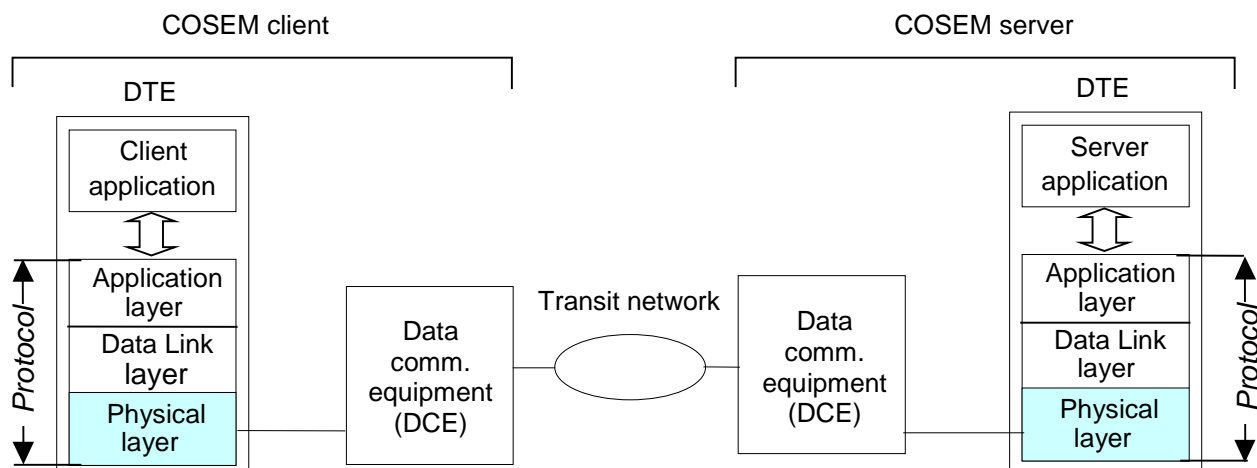 COSEM client
COSEM server
DTE
DTE
Client
application
Server
application
Protocol
Application
layer
Data Link
layer
Physical
layer
Data
comm.
equipment
(DCE)
Transit network
Data
comm.
equipment
(DCE)
Application
layer
Data Link
layer
Physical
layer
Protocol